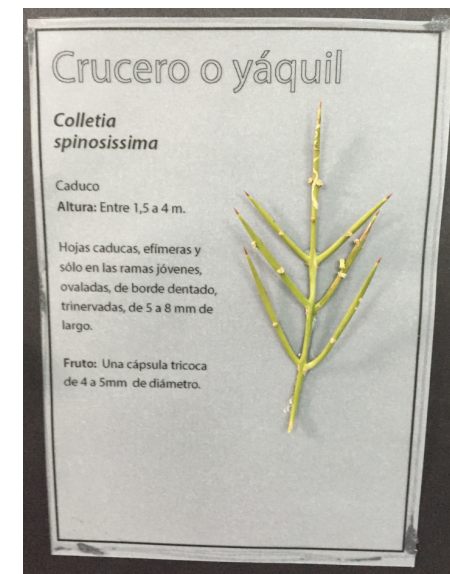 Crucero o yáquil
Colletia
spinosissima
Caduco
Altura: Entre 1,5 a 4 m.
Hojas caducas, efímeras y
sólo en las ramas jóvenes,
ovaladas, de borde dentado,
trinervadas, de 5 a 8 mm de
largo.
Fruto: Una cápsula tricoca
de 4 a 5mm de diámetro.